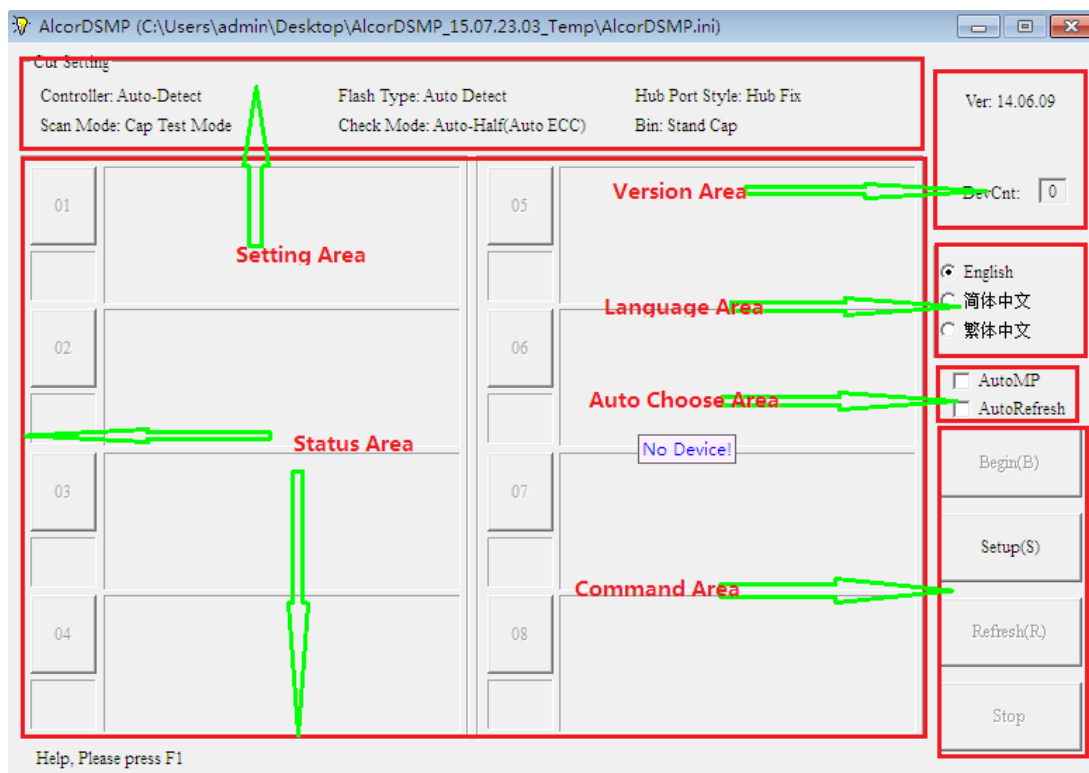 AlcorDSMP (C:\Users\admin\Desktop\AlcorDSMP_15.07.23.03_Temp\AlcorDSMP.ini)
Cur Setting
Controller: Auto-Detect
Flash Type: Auto Detect
Hub Port Style: Hub Fix
Scan Mode: Cap Test Mode
Check Mode: Auto-Half(Auto ECC)
Bin: Stand Cap
Ver: 14.06.09
DevCnt: 0
01
05
Version Area
Setting Area
English
简体中文
繁体中文
Language Area
02
06
AutoMP
AutoRefresh
Auto Choose Area
Status Area
No Device!
Begin(B)
03
07
Setup(S)
Command Area
04
08
Refresh(R)
Stop
Help, Please press F1